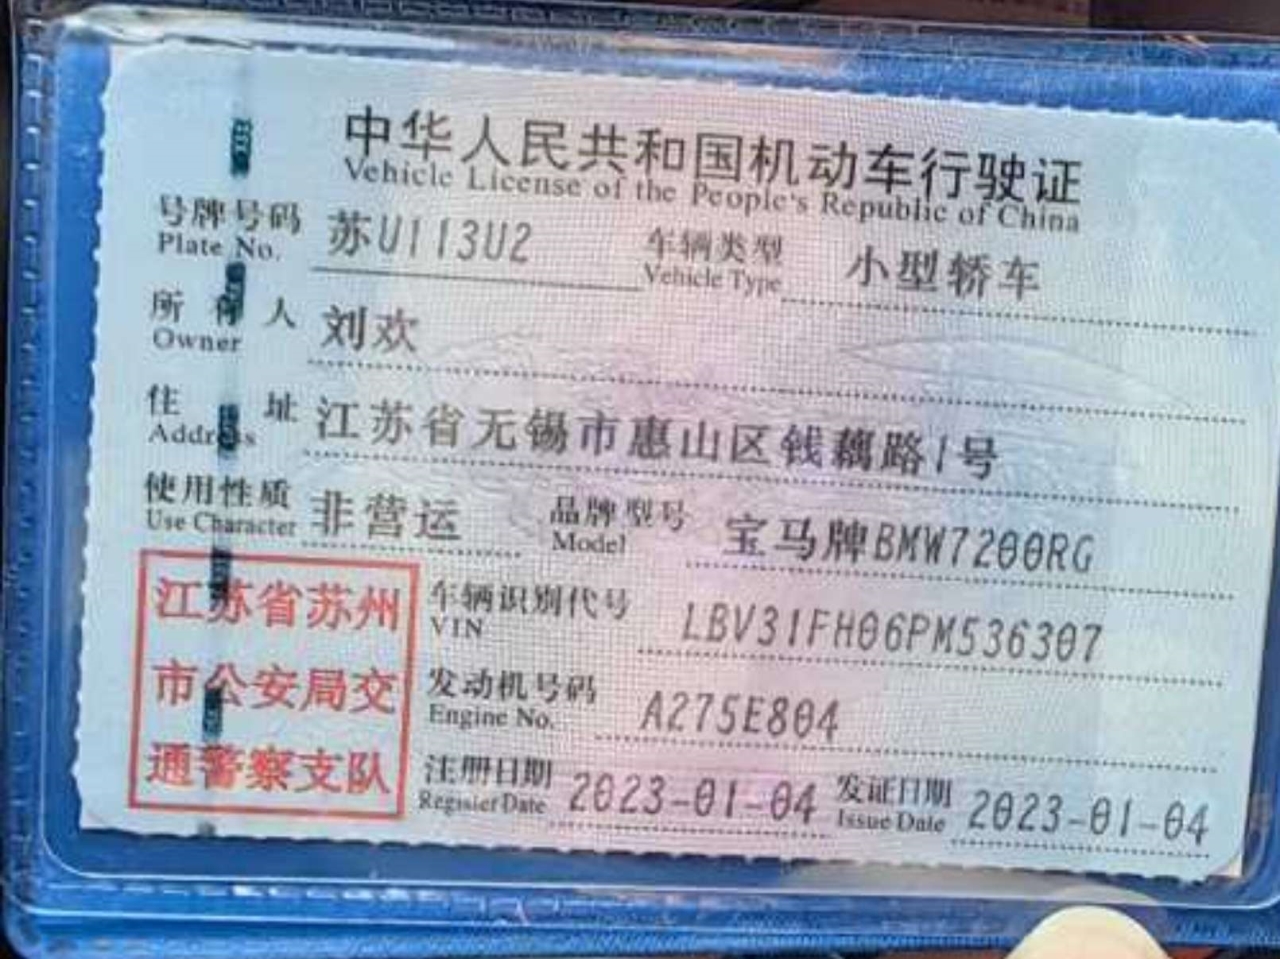 中华人民共和国机动车行驶证
Vehicle License of the People's Republic of China
号牌号码 苏U113U2 车辆类型 小型轿车
Plate No. Vehicle Type
所有人 刘欢
Owner
住址 江苏省无锡市惠山区钱藕路1号
Address
使用性质 非营运 品牌型号 宝马牌BMW7200RG
Use Character Model
江苏省苏州
市公安局交
通警察支队
车辆识别代号 LBV31FH06PM536307
VIN
发动机号码 A275E804
Engine No.
注册日期 2023-01-04 发证日期 2023-01-04
Register Date Issue Date